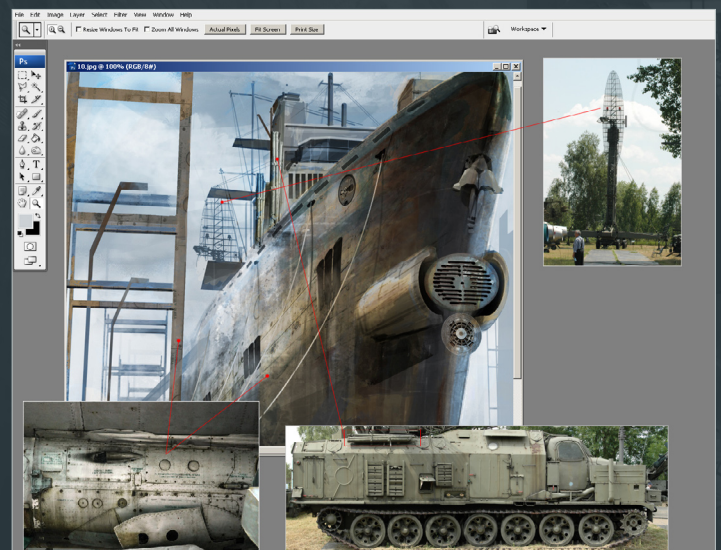 File Edit Image Layer Select Filter View Window Help
Resize Windows To Fit Zoom All Windows Actual Pixels Fit Screen Print Size Workspace
Ps
10.jpg @ 100% (RGB/8#)
T